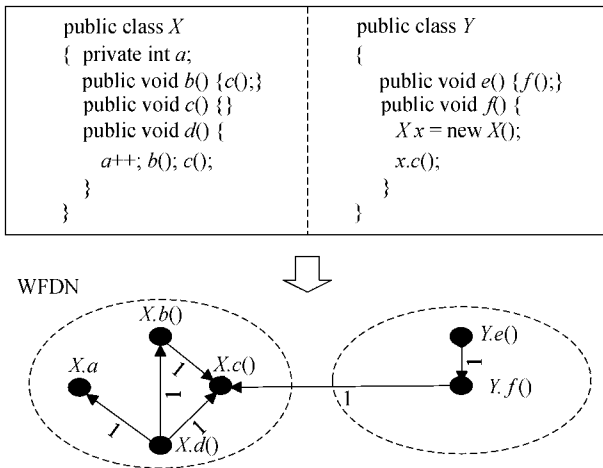 public class X
{ private int a;
public void b() {c();}
public void c() {}
public void d() {
a++; b(); c();
}
}
public class Y
{
public void e() {f();}
public void f() {
X x = new X();
x.c();
}
}
WFDN
X.b()
X.a
X.c()
X.d()
1
1
1
1
1
Y.e()
1
Y.f()